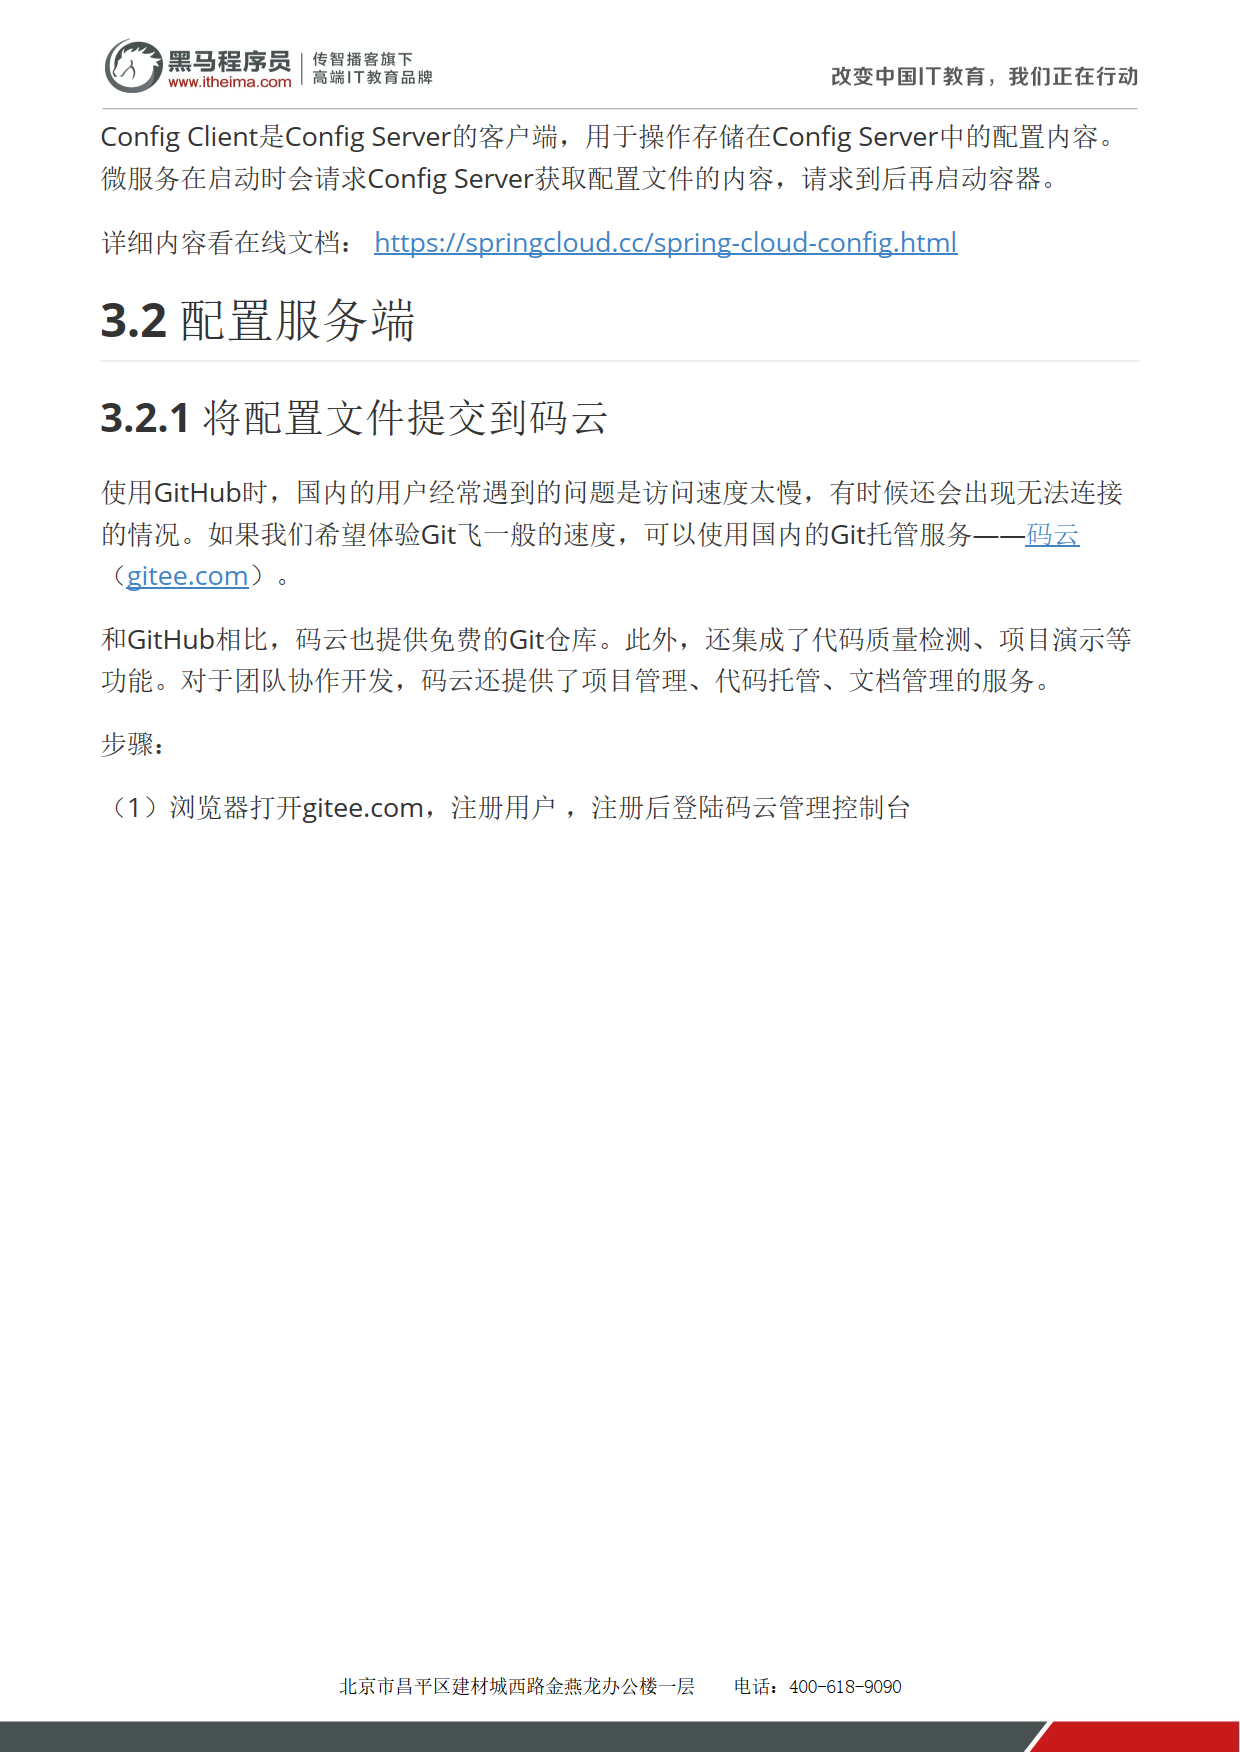 黑马程序员
www.itheima.com
传智播客旗下
高端IT教育品牌
改变中国IT教育，我们正在行动
Config Client是Config Server的客户端，用于操作存储在Config Server中的配置内容。
微服务在启动时会请求Config Server获取配置文件的内容，请求到后再启动容器。
详细内容看在线文档： https://springcloud.cc/spring-cloud-config.html
3.2 配置服务端
3.2.1 将配置文件提交到码云
使用GitHub时，国内的用户经常遇到的问题是访问速度太慢，有时候还会出现无法连接
的情况。如果我们希望体验Git飞一般的速度，可以使用国内的Git托管服务——码云
（gitee.com）。
和GitHub相比，码云也提供免费的Git仓库。此外，还集成了代码质量检测、项目演示等
功能。对于团队协作开发，码云还提供了项目管理、代码托管、文档管理的服务。
步骤：
（1）浏览器打开gitee.com，注册用户 ，注册后登陆码云管理控制台
北京市昌平区建材城西路金燕龙办公楼一层 电话：400-618-9090